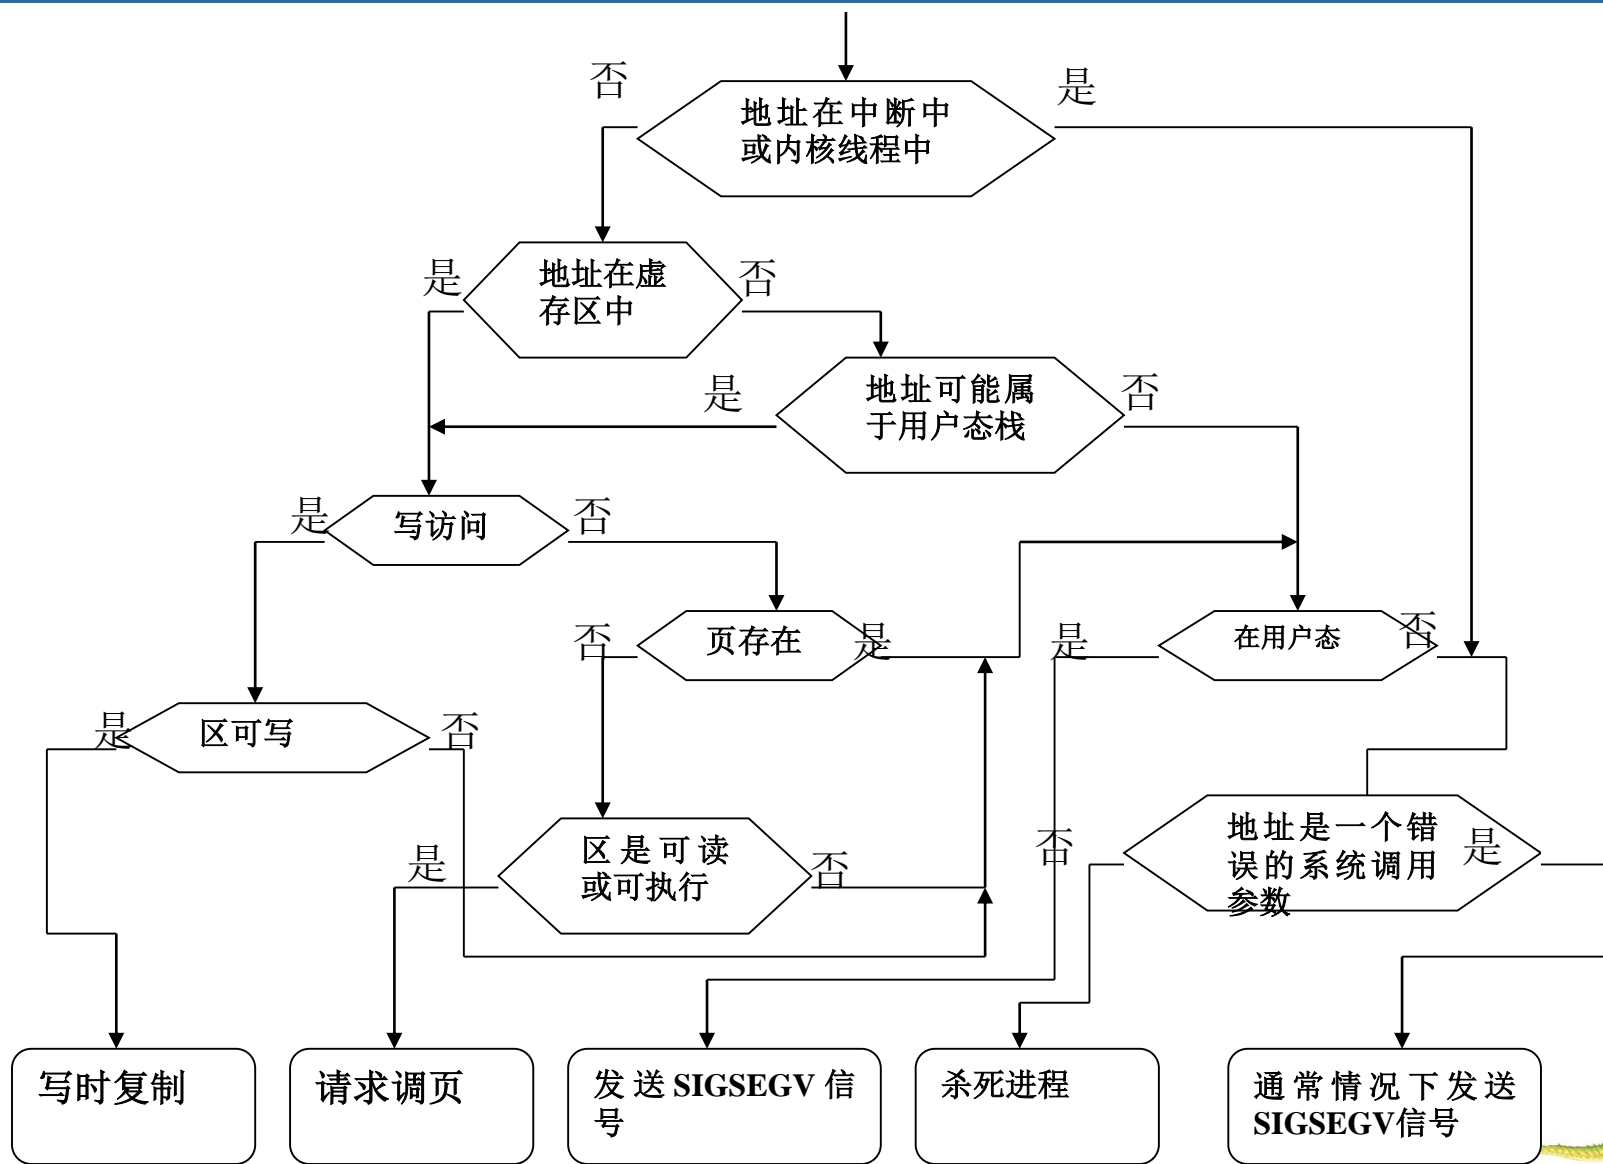 否
是
地址在中断中
或内核线程中
是
地址在虚
存区中
否
是
地址可能属
于用户态栈
否
是
写访问
否
否
页存在
是
是
在用户态
否
是
区可写
否
是
区是可读
或可执行
否
否
地址是一个错
误的系统调用
参数
是
写时复制
请求调页
发送SIGSEGV信
号
杀死进程
通常情况下发送
SIGSEGV信号